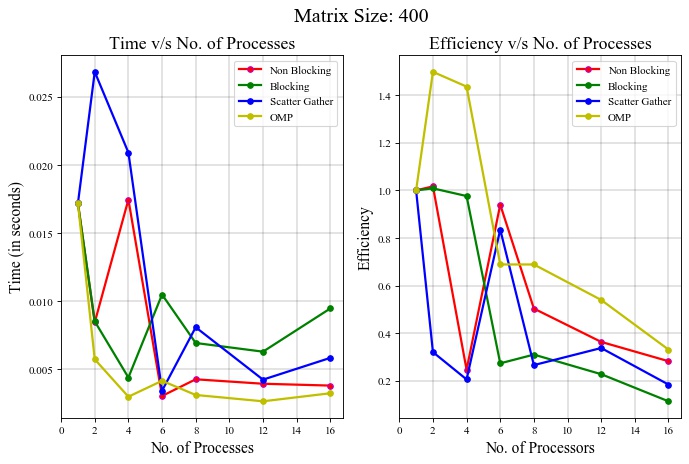 Matrix Size: 400
Time v/s No. of Processes
Non Blocking
Blocking
Scatter Gather
OMP
0.025
0.020
0.015
0.010
0.005
Time (in seconds)
0 2 4 6 8 10 12 14 16
No. of Processes
Efficiency v/s No. of Processes
Non Blocking
Blocking
Scatter Gather
OMP
1.4
1.2
1.0
0.8
0.6
0.4
0.2
Efficiency
0 2 4 6 8 10 12 14 16
No. of Processors